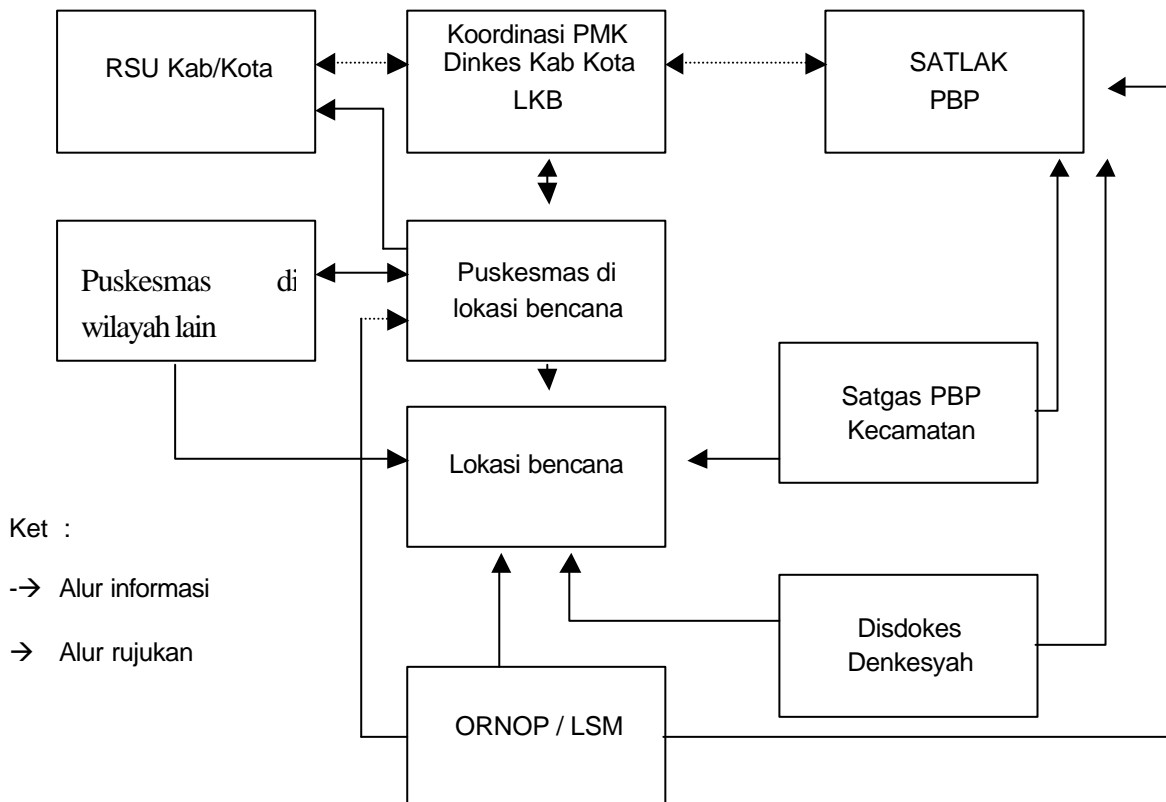 RSU Kab/Kota
Koordinasi PMK
Dinkes Kab Kota
LKB
SATLAK
PBP
Puskesmas di
wilayah lain
Puskesmas di
lokasi bencana
Satgas PBP
Kecamatan
Lokasi bencana
Ket :
-→ Alur informasi
→ Alur rujukan
Disdokes
Denkesyah
ORNOP / LSM